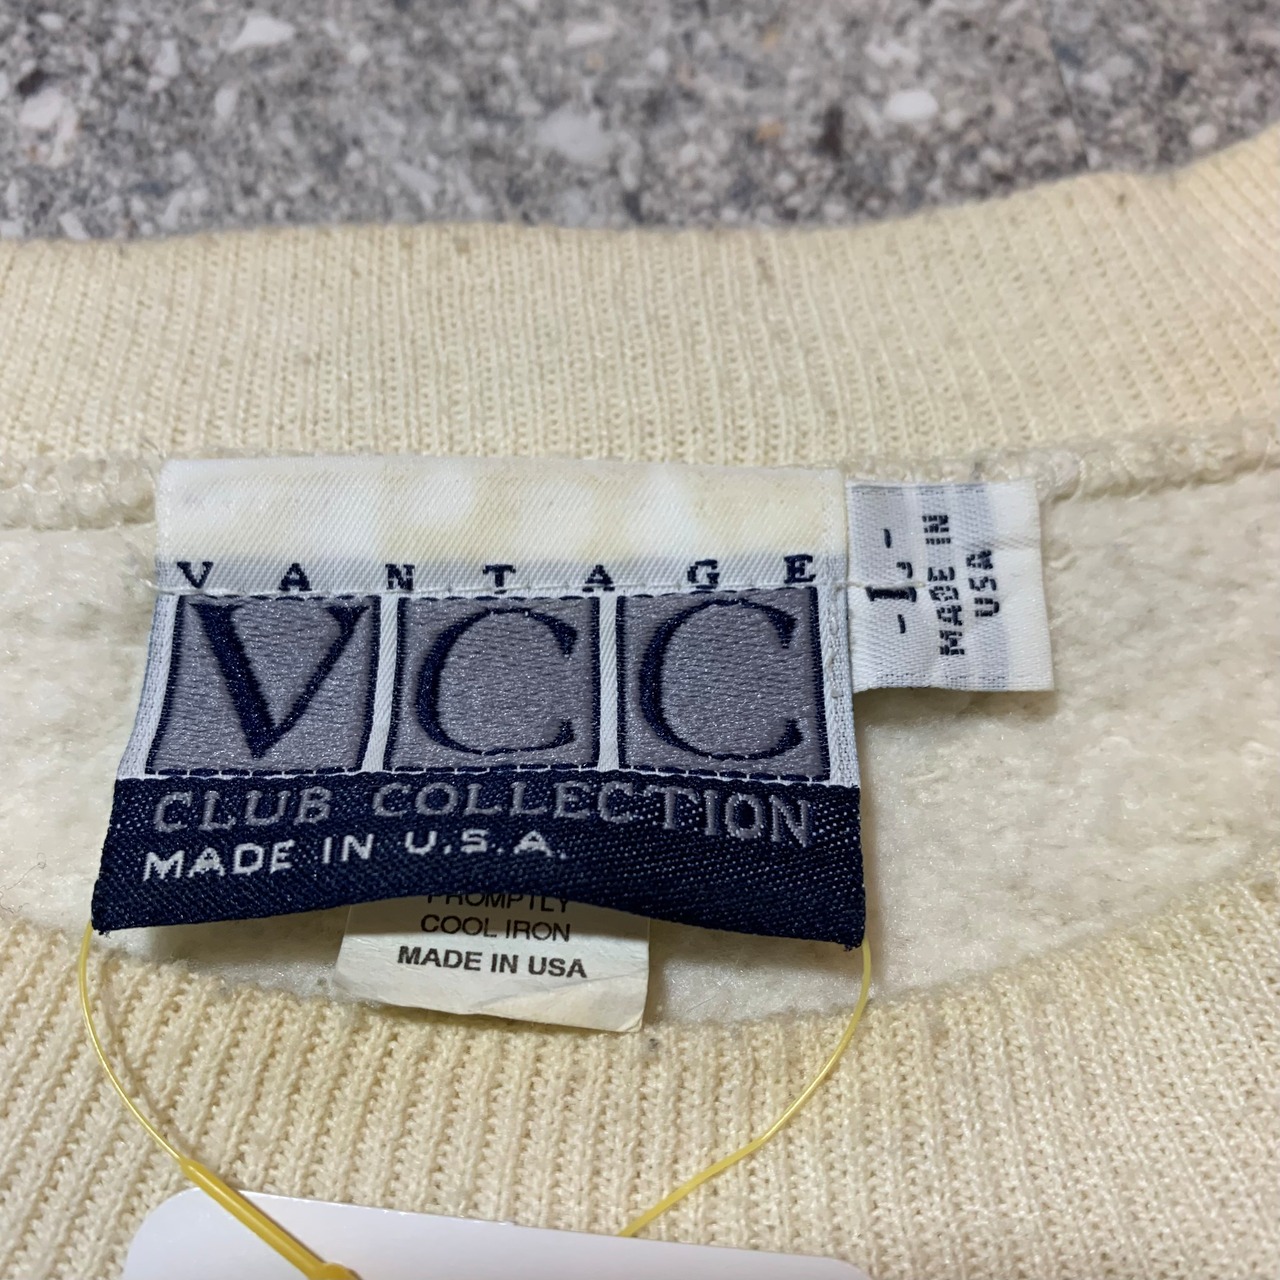 VANTAGE
VCC
CLUB COLLECTION
MADE IN U.S.A.
- L -
MADE IN
USA
PROMPTLY
COOL IRON
MADE IN USA